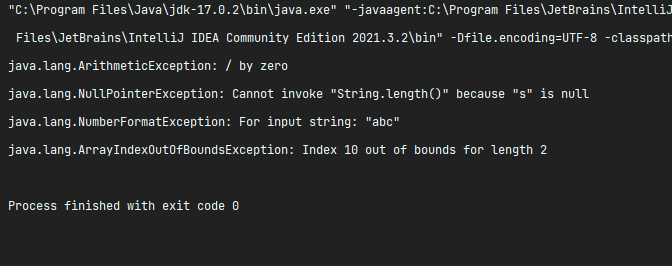 "C:\Program Files\Java\jdk-17.0.2\bin\java.exe" "-javaagent:C:\Program Files\JetBrains\IntelliJ
Files\JetBrains\IntelliJ IDEA Community Edition 2021.3.2\bin" -Dfile.encoding=UTF-8 -classpath
java.lang.ArithmeticException: / by zero
java.lang.NullPointerException: Cannot invoke "String.length()" because "s" is null
java.lang.NumberFormatException: For input string: "abc"
java.lang.ArrayIndexOutOfBoundsException: Index 10 out of bounds for length 2
Process finished with exit code 0